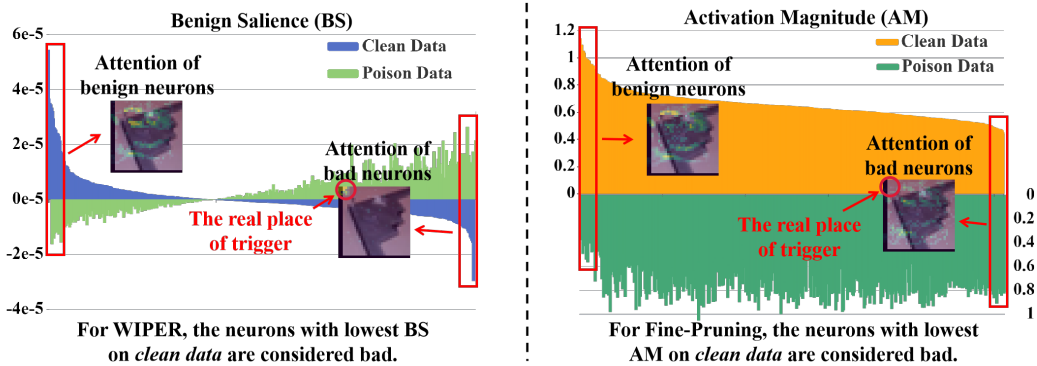 Benign Salience (BS)
6e-5
4e-5
2e-5
0e-5
-2e-5
-4e-5
Clean Data
Poison Data
Attention of
benign neurons
Attention of
bad neurons
The real place
of trigger
For WIPER, the neurons with lowest BS
on clean data are considered bad.
Activation Magnitude (AM)
1.2
1
0.8
0.6
0.4
0.2
0
Clean Data
Poison Data
Attention of
benign neurons
Attention of
bad neurons
The real place
of trigger
0
0.2
0.4
0.6
0.8
1
For Fine-Pruning, the neurons with lowest
AM on clean data are considered bad.